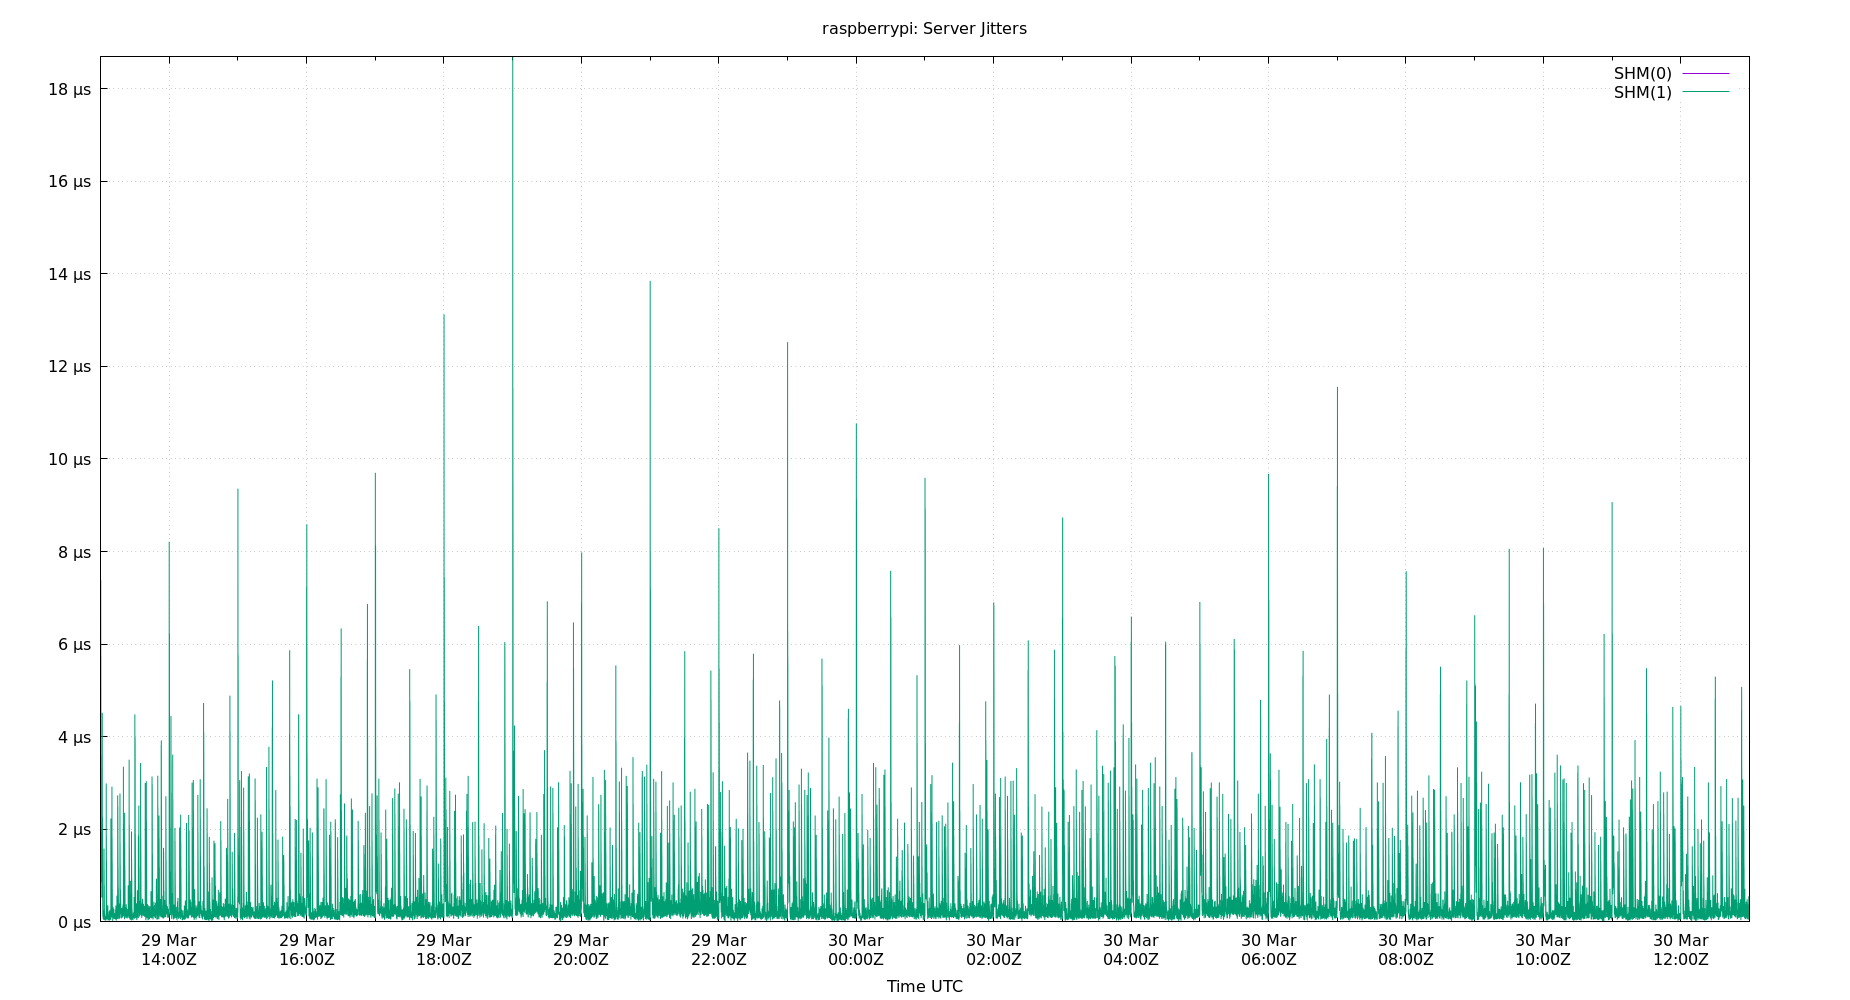 raspberrypi: Server Jitters
SHM(0)
SHM(1)
18 μs
16 μs
14 μs
12 μs
10 μs
8 μs
6 μs
4 μs
2 μs
0 μs
29 Mar 29 Mar 29 Mar 29 Mar 29 Mar 30 Mar 30 Mar 30 Mar 30 Mar 30 Mar 30 Mar 30 Mar
14:00Z 16:00Z 18:00Z 20:00Z 22:00Z 00:00Z 02:00Z 04:00Z 06:00Z 08:00Z 10:00Z 12:00Z
Time UTC